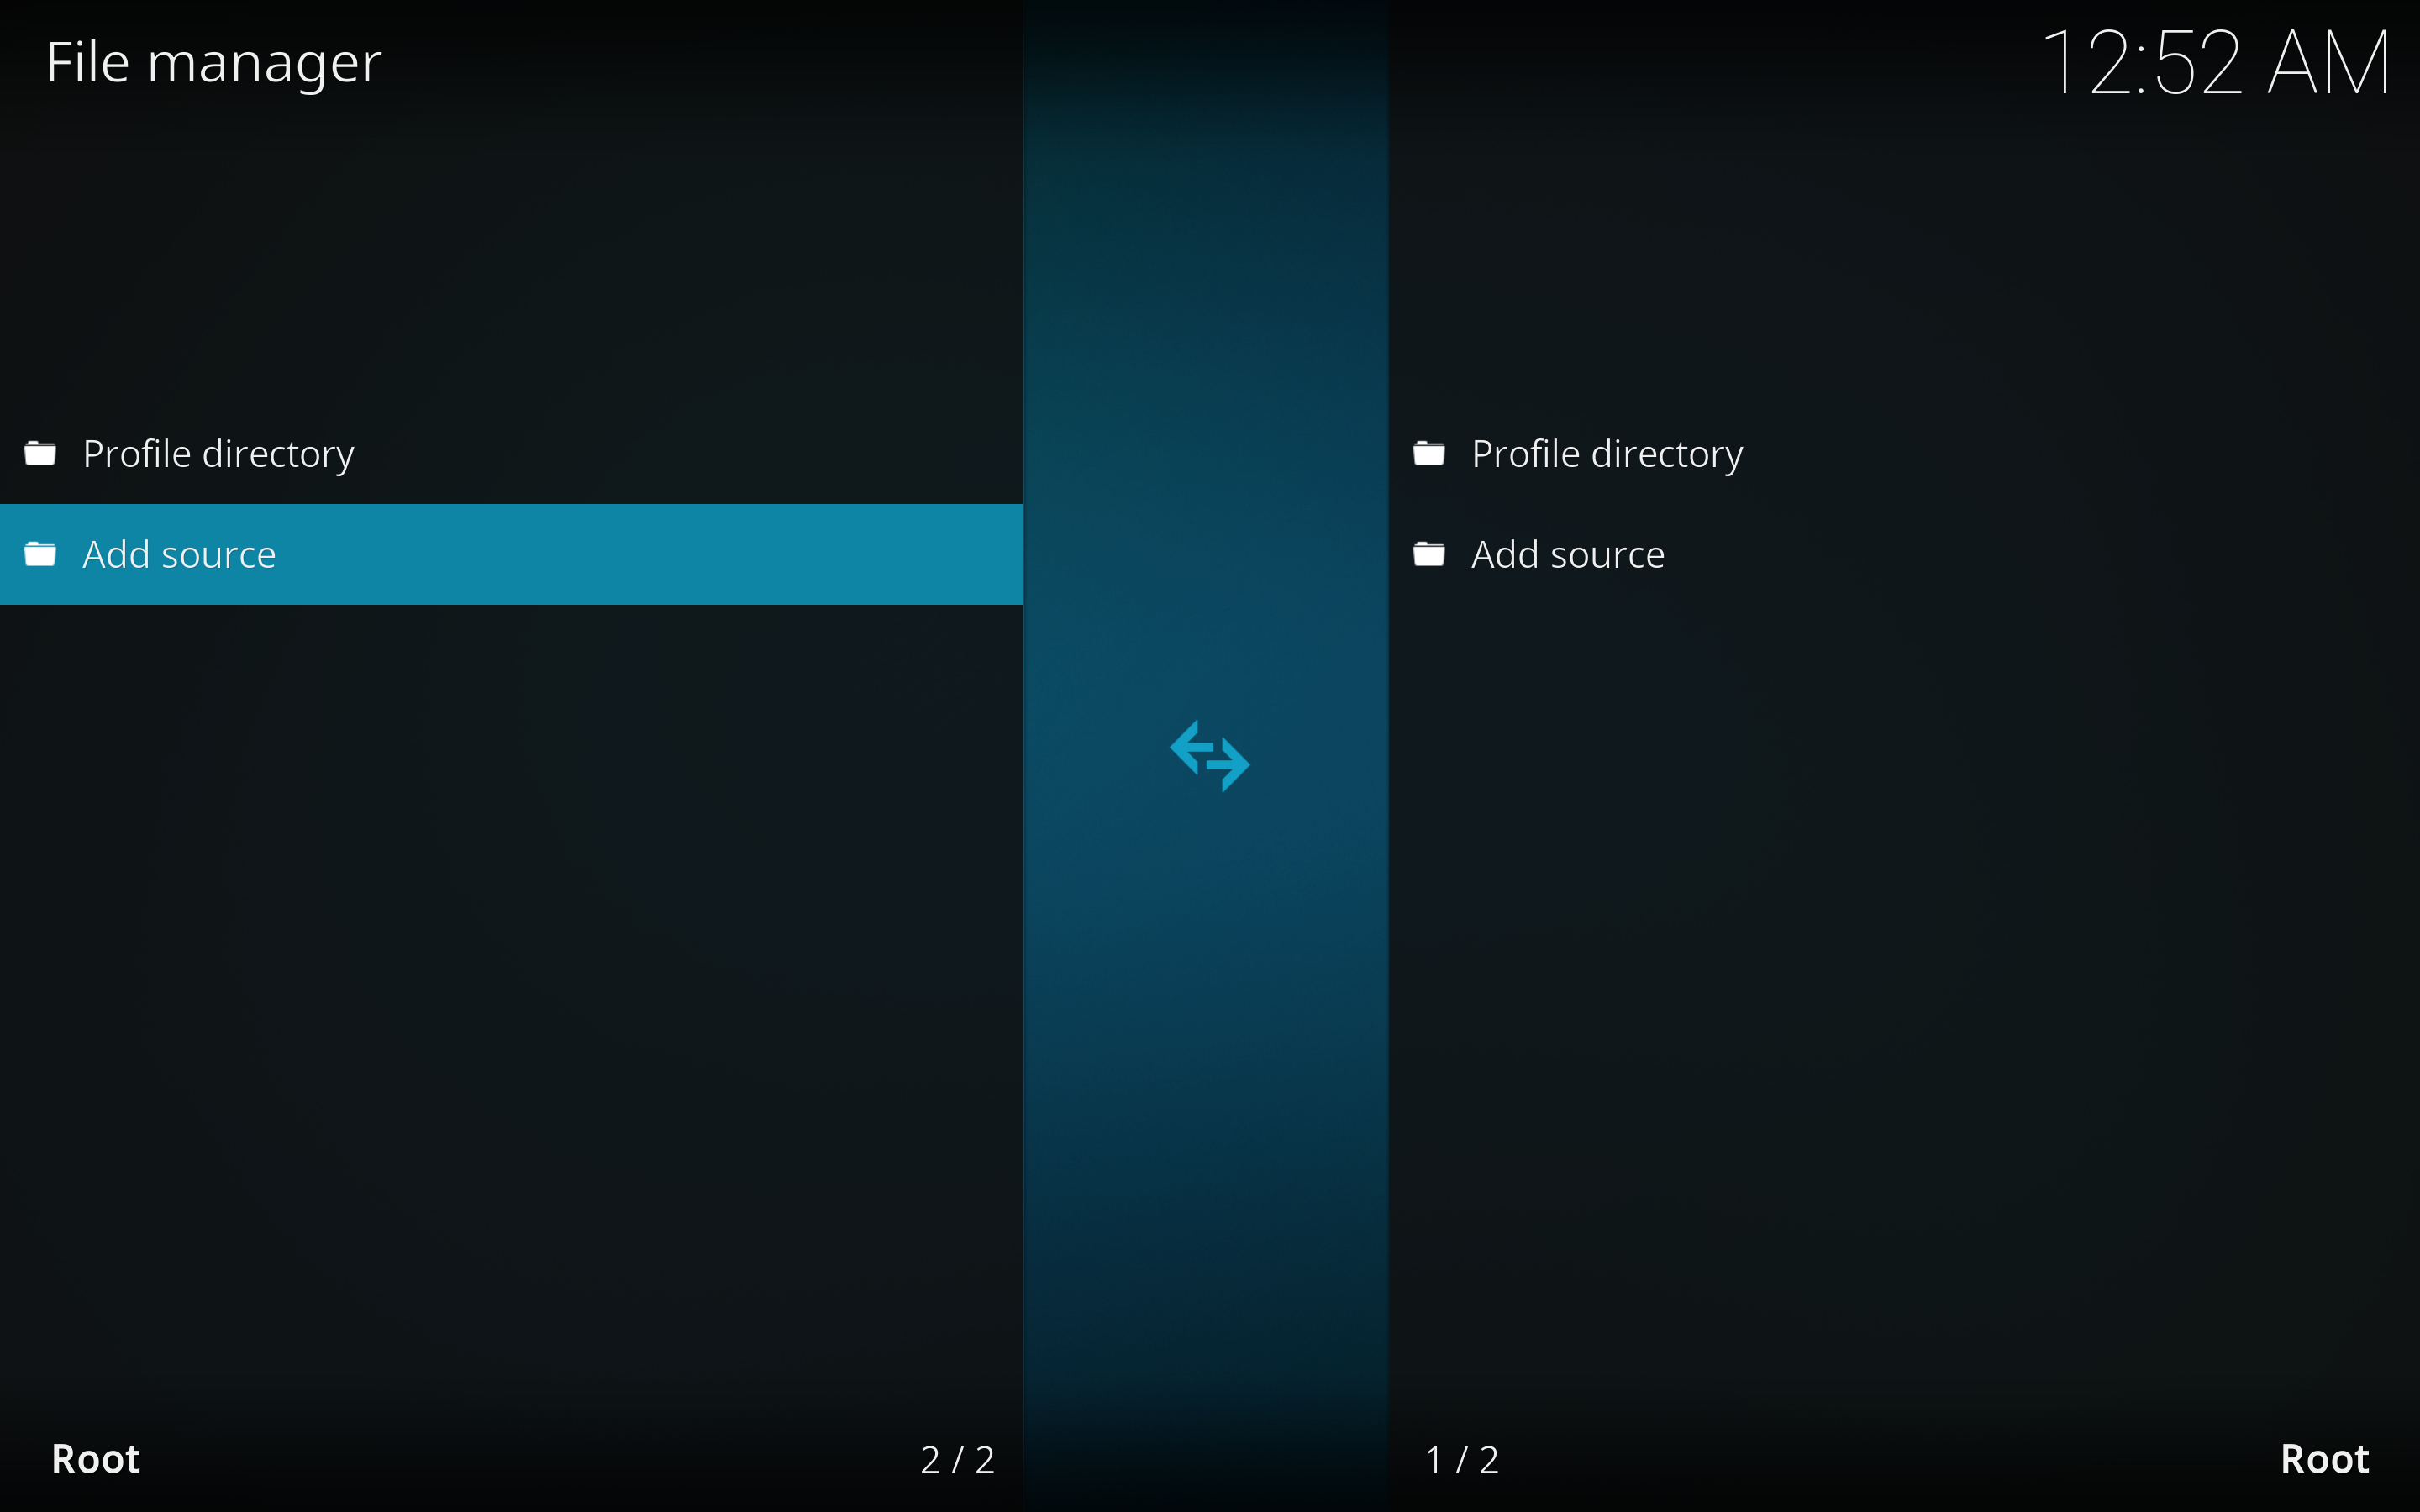 File manager
12:52 AM
Profile directory
Add source
Profile directory
Add source
Root
2 / 2
1 / 2
Root